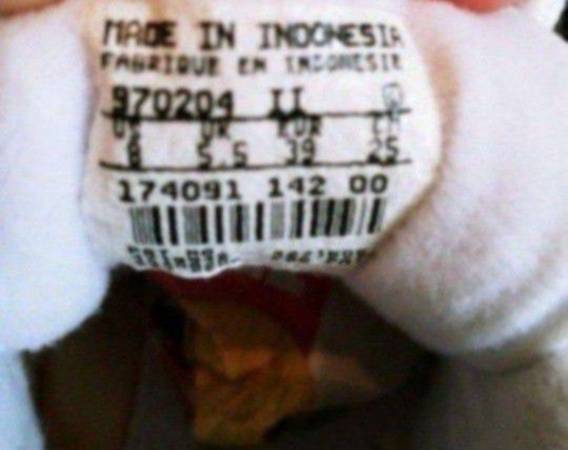 MADE IN INDONESIA
FABRIQUE EN INDONESIE
970204 II
US UK EUR CM
8 5.5 39 25
174091 142 00